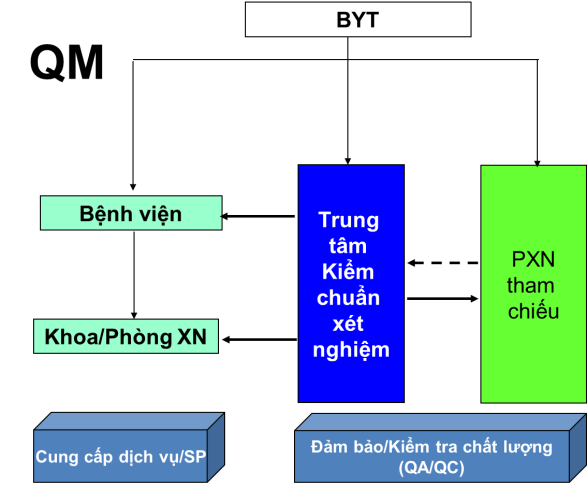 BYT
QM
Bệnh viện
Trung
tâm
Kiểm
chuẩn
xét
nghiệm
PXN
tham
chiếu
Khoa/Phòng XN
Cung cấp dịch vụ/SP
Đảm bảo/Kiểm tra chất lượng
(QA/QC)